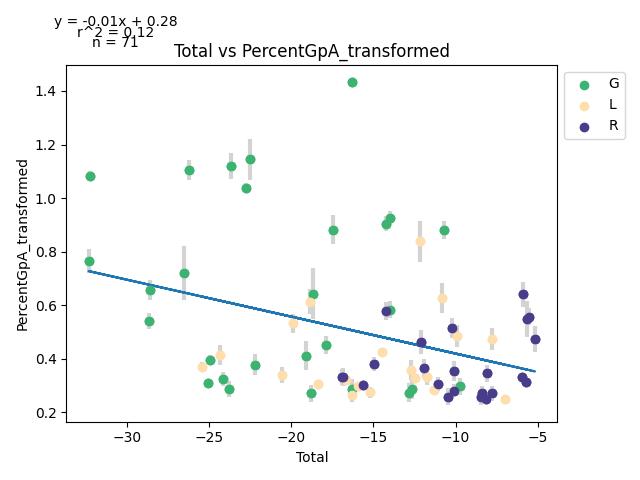 y = -0.01x + 0.28
r^2 = 0.12
n = 71
Total vs PercentGpA_transformed
G
L
R
PercentGpA_transformed
1.4
1.2
1.0
0.8
0.6
0.4
0.2
−30
−25
−20
−15
−10
−5
Total